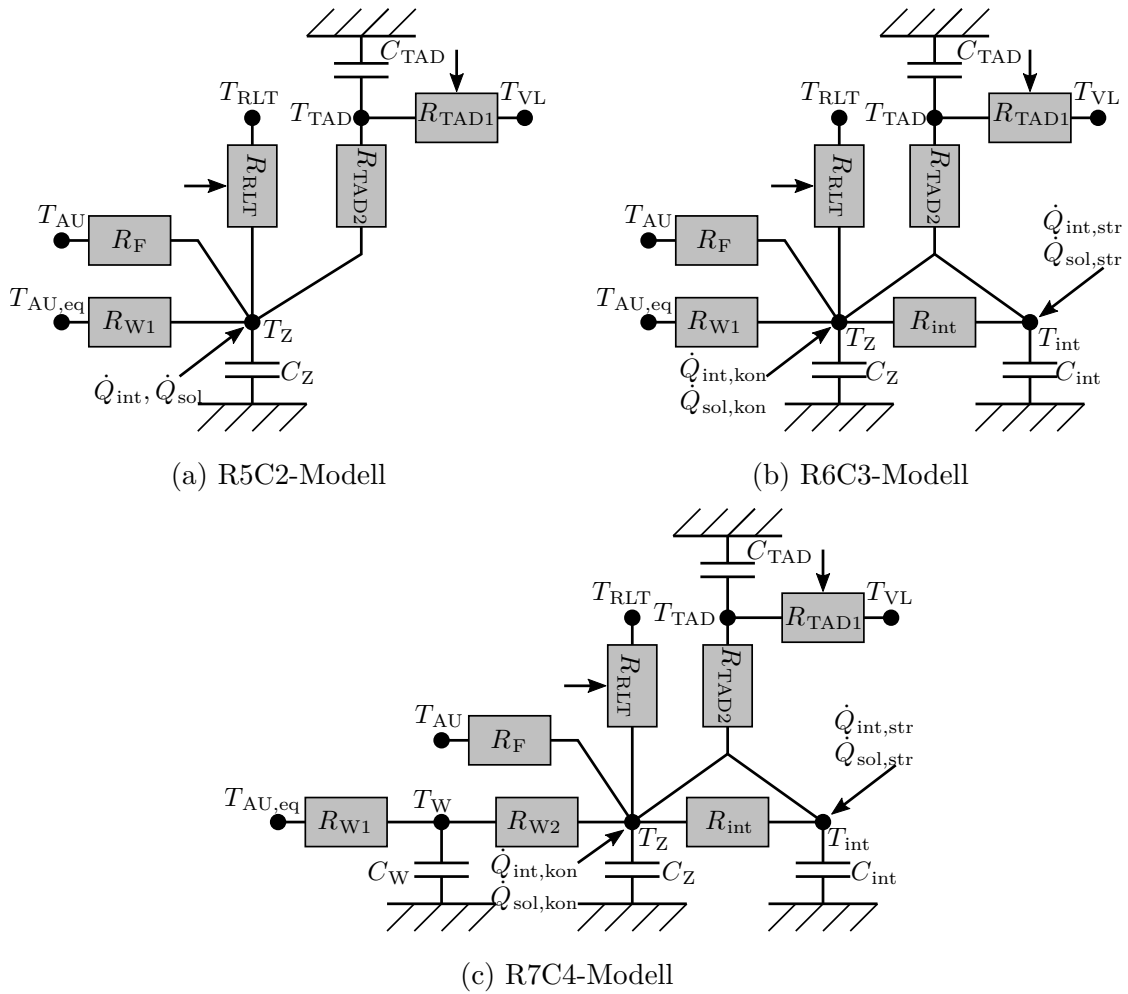 C_TAD
T_RLT
T_TAD
R_TAD1
T_VL
R_RLT
R_TAD2
T_AU
R_F
T_AU,eq
R_W1
T_Z
C_Z
Q̇_int, Q̇_sol
(a) R5C2-Modell
C_TAD
T_RLT
T_TAD
R_TAD1
T_VL
R_RLT
R_TAD2
T_AU
R_F
Q̇_int,str
Q̇_sol,str
T_AU,eq
R_W1
T_Z
R_int
T_int
Q̇_int,kon
Q̇_sol,kon
C_Z
C_int
(b) R6C3-Modell
C_TAD
T_RLT
T_TAD
R_TAD1
T_VL
R_RLT
R_TAD2
T_AU
R_F
Q̇_int,str
Q̇_sol,str
T_AU,eq
R_W1
T_W
R_W2
T_Z
R_int
T_int
C_W
Q̇_int,kon
Q̇_sol,kon
C_Z
C_int
(c) R7C4-Modell